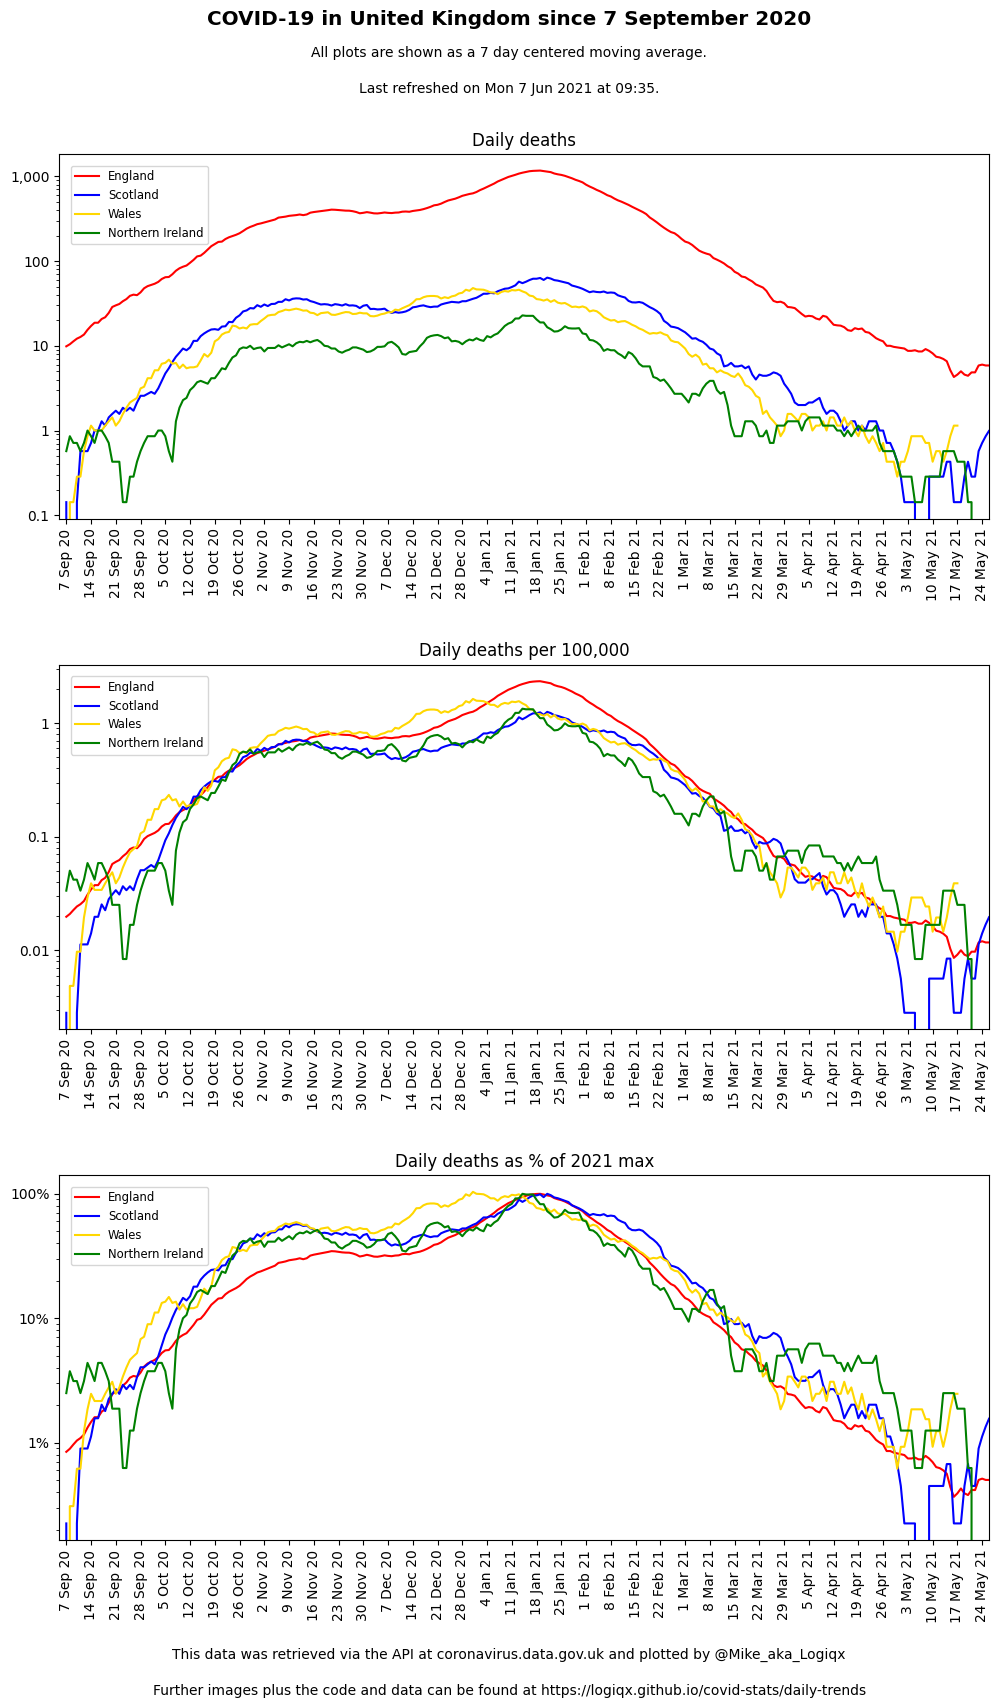 COVID-19 in United Kingdom since 7 September 2020
All plots are shown as a 7 day centered moving average.
Last refreshed on Mon 7 Jun 2021 at 09:35.
Daily deaths
England
Scotland
Wales
Northern Ireland
1,000
100
10
1
0.1
7 Sep 20
14 Sep 20
21 Sep 20
28 Sep 20
5 Oct 20
12 Oct 20
19 Oct 20
26 Oct 20
2 Nov 20
9 Nov 20
16 Nov 20
23 Nov 20
30 Nov 20
7 Dec 20
14 Dec 20
21 Dec 20
28 Dec 20
4 Jan 21
11 Jan 21
18 Jan 21
25 Jan 21
1 Feb 21
8 Feb 21
15 Feb 21
22 Feb 21
1 Mar 21
8 Mar 21
15 Mar 21
22 Mar 21
29 Mar 21
5 Apr 21
12 Apr 21
19 Apr 21
26 Apr 21
3 May 21
10 May 21
17 May 21
24 May 21
Daily deaths per 100,000
England
Scotland
Wales
Northern Ireland
1
0.1
0.01
7 Sep 20
14 Sep 20
21 Sep 20
28 Sep 20
5 Oct 20
12 Oct 20
19 Oct 20
26 Oct 20
2 Nov 20
9 Nov 20
16 Nov 20
23 Nov 20
30 Nov 20
7 Dec 20
14 Dec 20
21 Dec 20
28 Dec 20
4 Jan 21
11 Jan 21
18 Jan 21
25 Jan 21
1 Feb 21
8 Feb 21
15 Feb 21
22 Feb 21
1 Mar 21
8 Mar 21
15 Mar 21
22 Mar 21
29 Mar 21
5 Apr 21
12 Apr 21
19 Apr 21
26 Apr 21
3 May 21
10 May 21
17 May 21
24 May 21
Daily deaths as % of 2021 max
England
Scotland
Wales
Northern Ireland
100%
10%
1%
7 Sep 20
14 Sep 20
21 Sep 20
28 Sep 20
5 Oct 20
12 Oct 20
19 Oct 20
26 Oct 20
2 Nov 20
9 Nov 20
16 Nov 20
23 Nov 20
30 Nov 20
7 Dec 20
14 Dec 20
21 Dec 20
28 Dec 20
4 Jan 21
11 Jan 21
18 Jan 21
25 Jan 21
1 Feb 21
8 Feb 21
15 Feb 21
22 Feb 21
1 Mar 21
8 Mar 21
15 Mar 21
22 Mar 21
29 Mar 21
5 Apr 21
12 Apr 21
19 Apr 21
26 Apr 21
3 May 21
10 May 21
17 May 21
24 May 21
This data was retrieved via the API at coronavirus.data.gov.uk and plotted by @Mike_aka_Logiqx
Further images plus the code and data can be found at https://logiqx.github.io/covid-stats/daily-trends